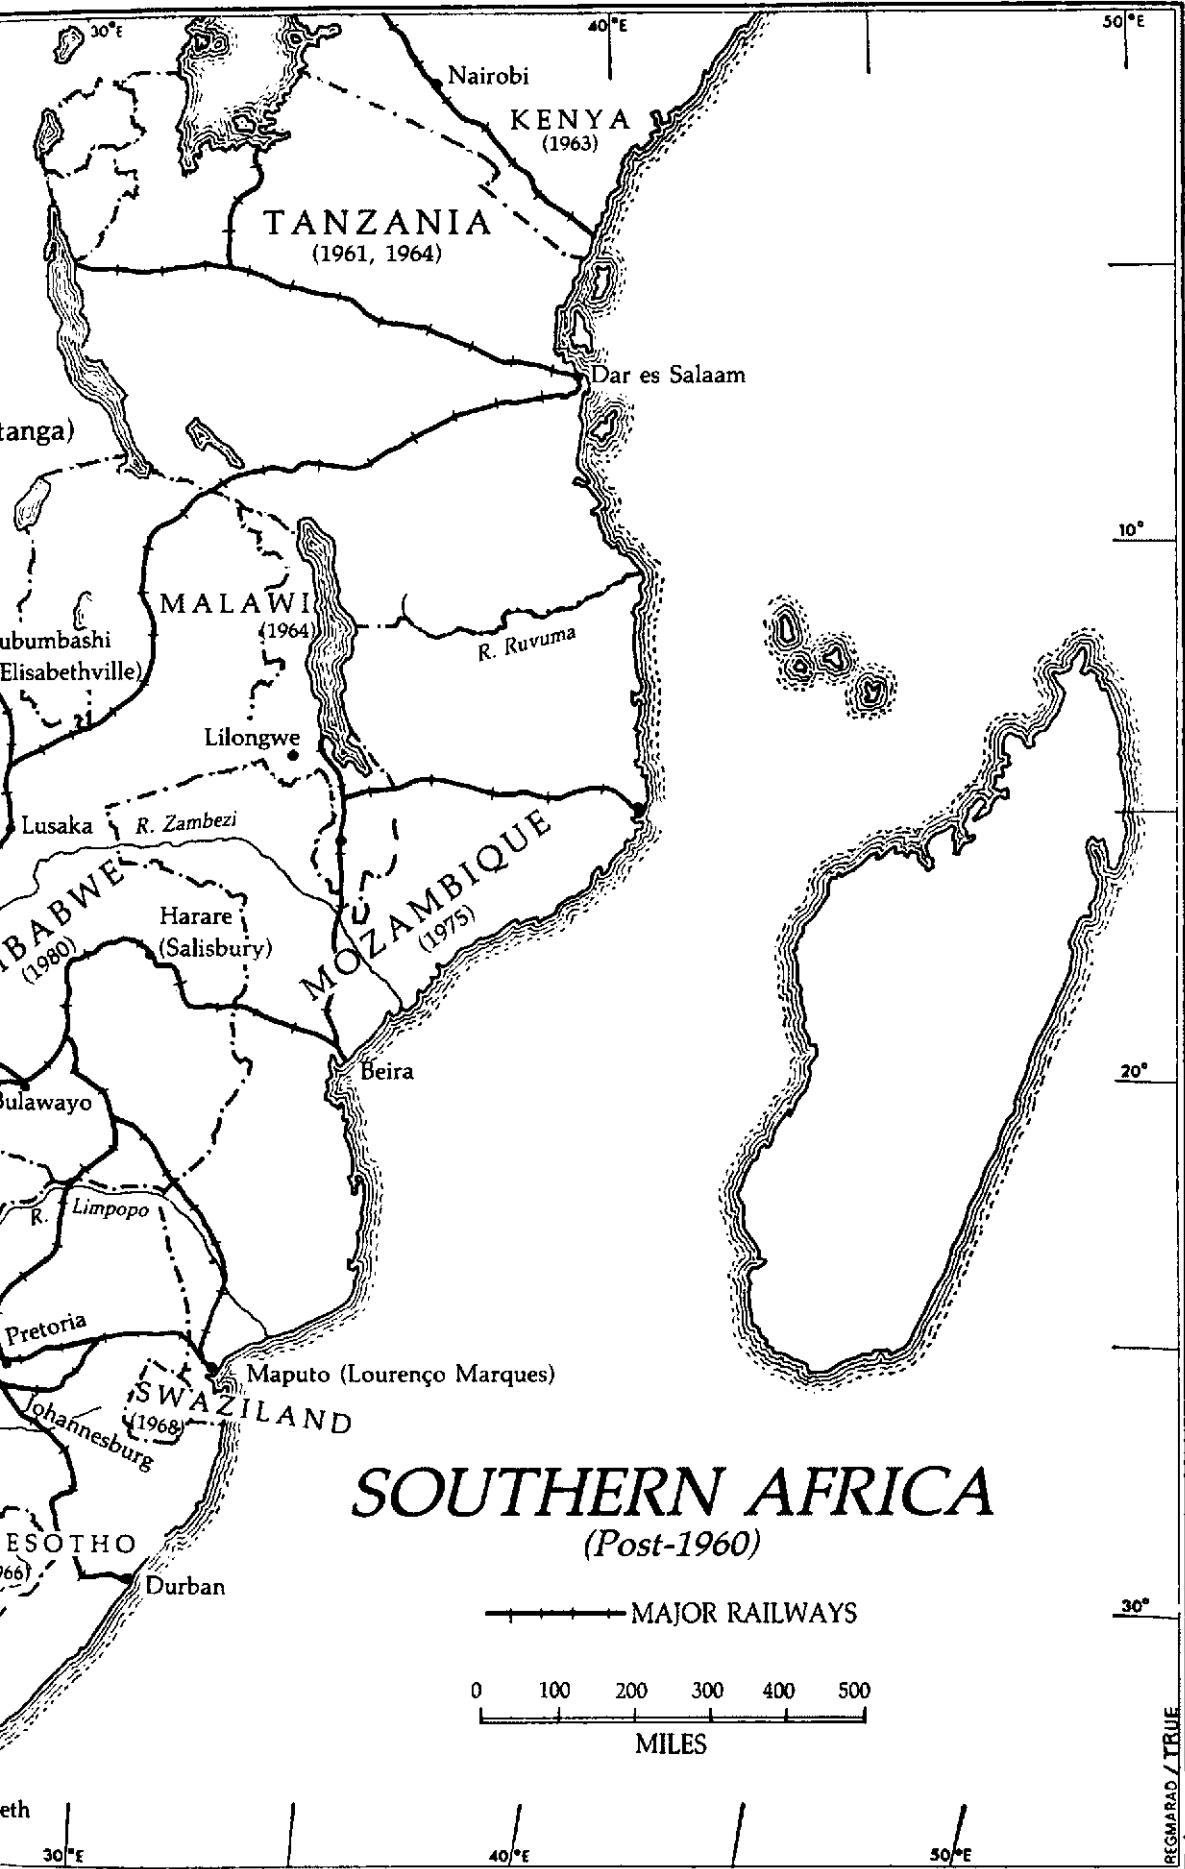 30°E
40°E
50°E
Nairobi
KENYA
(1963)
TANZANIA
(1961, 1964)
Dar es Salaam
tanga)
10°
MALAWI
(1964)
R. Ruvuma
ubumbashi
Elisabethville)
Lilongwe
Lusaka
R. Zambezi
MOZAMBIQUE
(1975)
BABWE
(1980)
Harare
(Salisbury)
Beira
20°
Bulawayo
R. Limpopo
Pretoria
Maputo (Lourenço Marques)
SWAZILAND
(1968)
Johannesburg
SOUTHERN AFRICA
(Post-1960)
ESOTHO
966)
Durban
MAJOR RAILWAYS
30°
0 100 200 300 400 500
MILES
eth
30°E
40°E
50°E
REGMARAD / TRUE